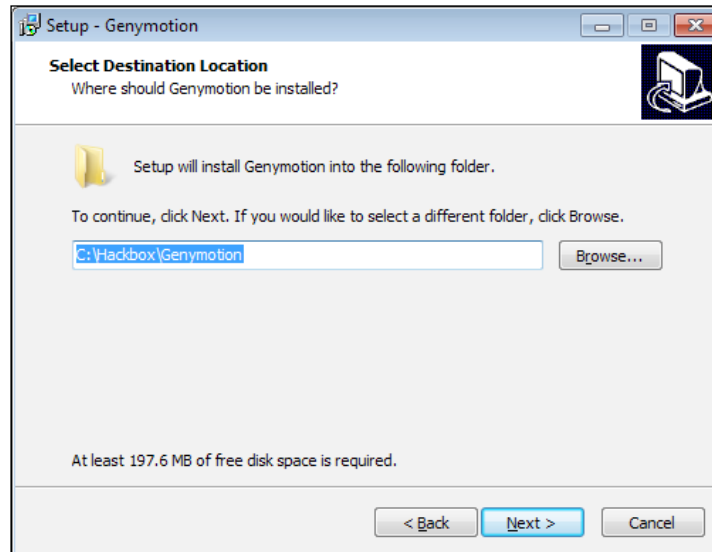 Setup - Genymotion
Select Destination Location
Where should Genymotion be installed?
Setup will install Genymotion into the following folder.
To continue, click Next. If you would like to select a different folder, click Browse.
C:\Hackbox\Genymotion
Browse...
At least 197.6 MB of free disk space is required.
< Back
Next >
Cancel